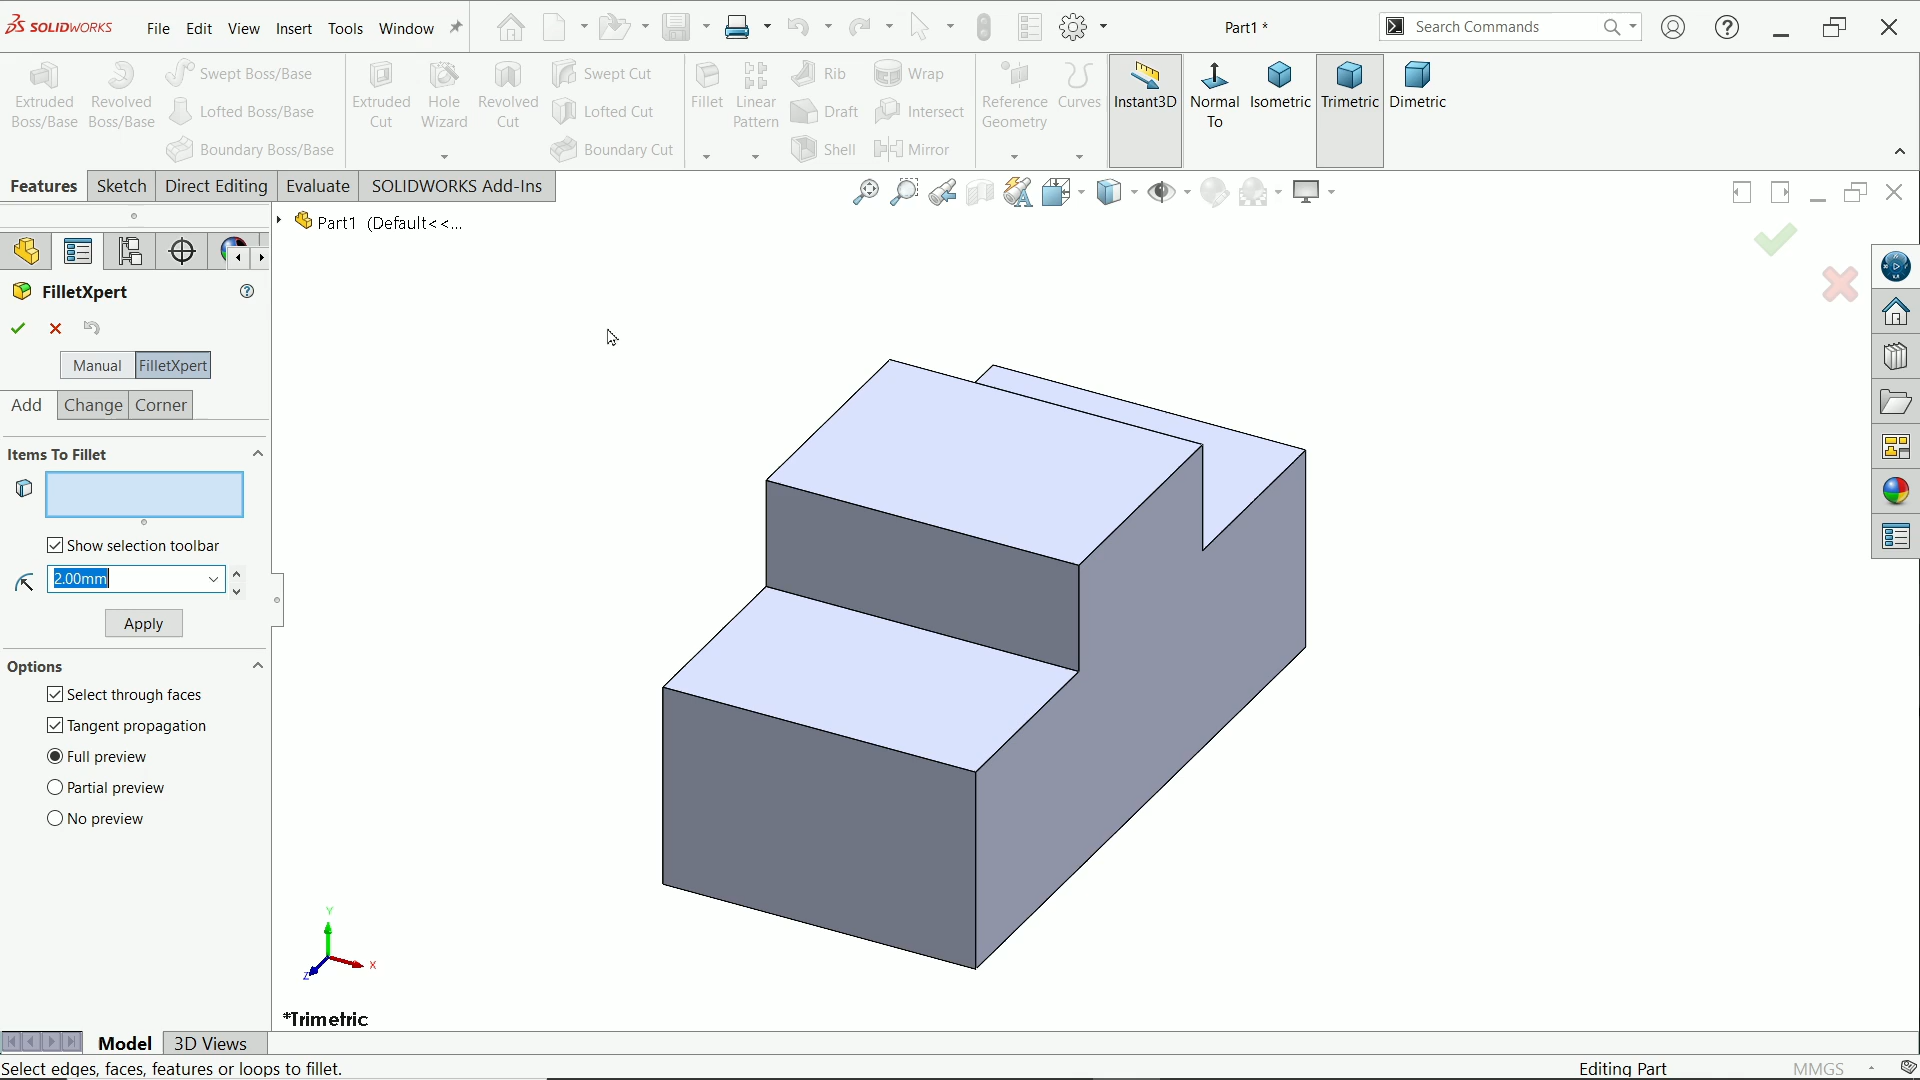 SOLIDWORKS File Edit View Insert Tools Window Part1 * Search Commands
Extruded Boss/Base
Revolved Boss/Base
Swept Boss/Base
Lofted Boss/Base
Boundary Boss/Base
Extruded Cut
Hole Wizard
Revolved Cut
Swept Cut
Lofted Cut
Boundary Cut
Fillet
Linear Pattern
Rib
Draft
Shell
Wrap
Intersect
Mirror
Reference Geometry
Curves
Instant3D
Normal To
Isometric
Trimetric
Dimetric
Features Sketch Direct Editing Evaluate SOLIDWORKS Add-Ins
Part1 (Default<<...
FilletXpert
Manual FilletXpert
Add Change Corner
Items To Fillet
Show selection toolbar
2.00mm
Apply
Options
Select through faces
Tangent propagation
Full preview
Partial preview
No preview
Y
X
Z
*Trimetric
Model 3D Views
Select edges, faces, features or loops to fillet. Editing Part MMGS